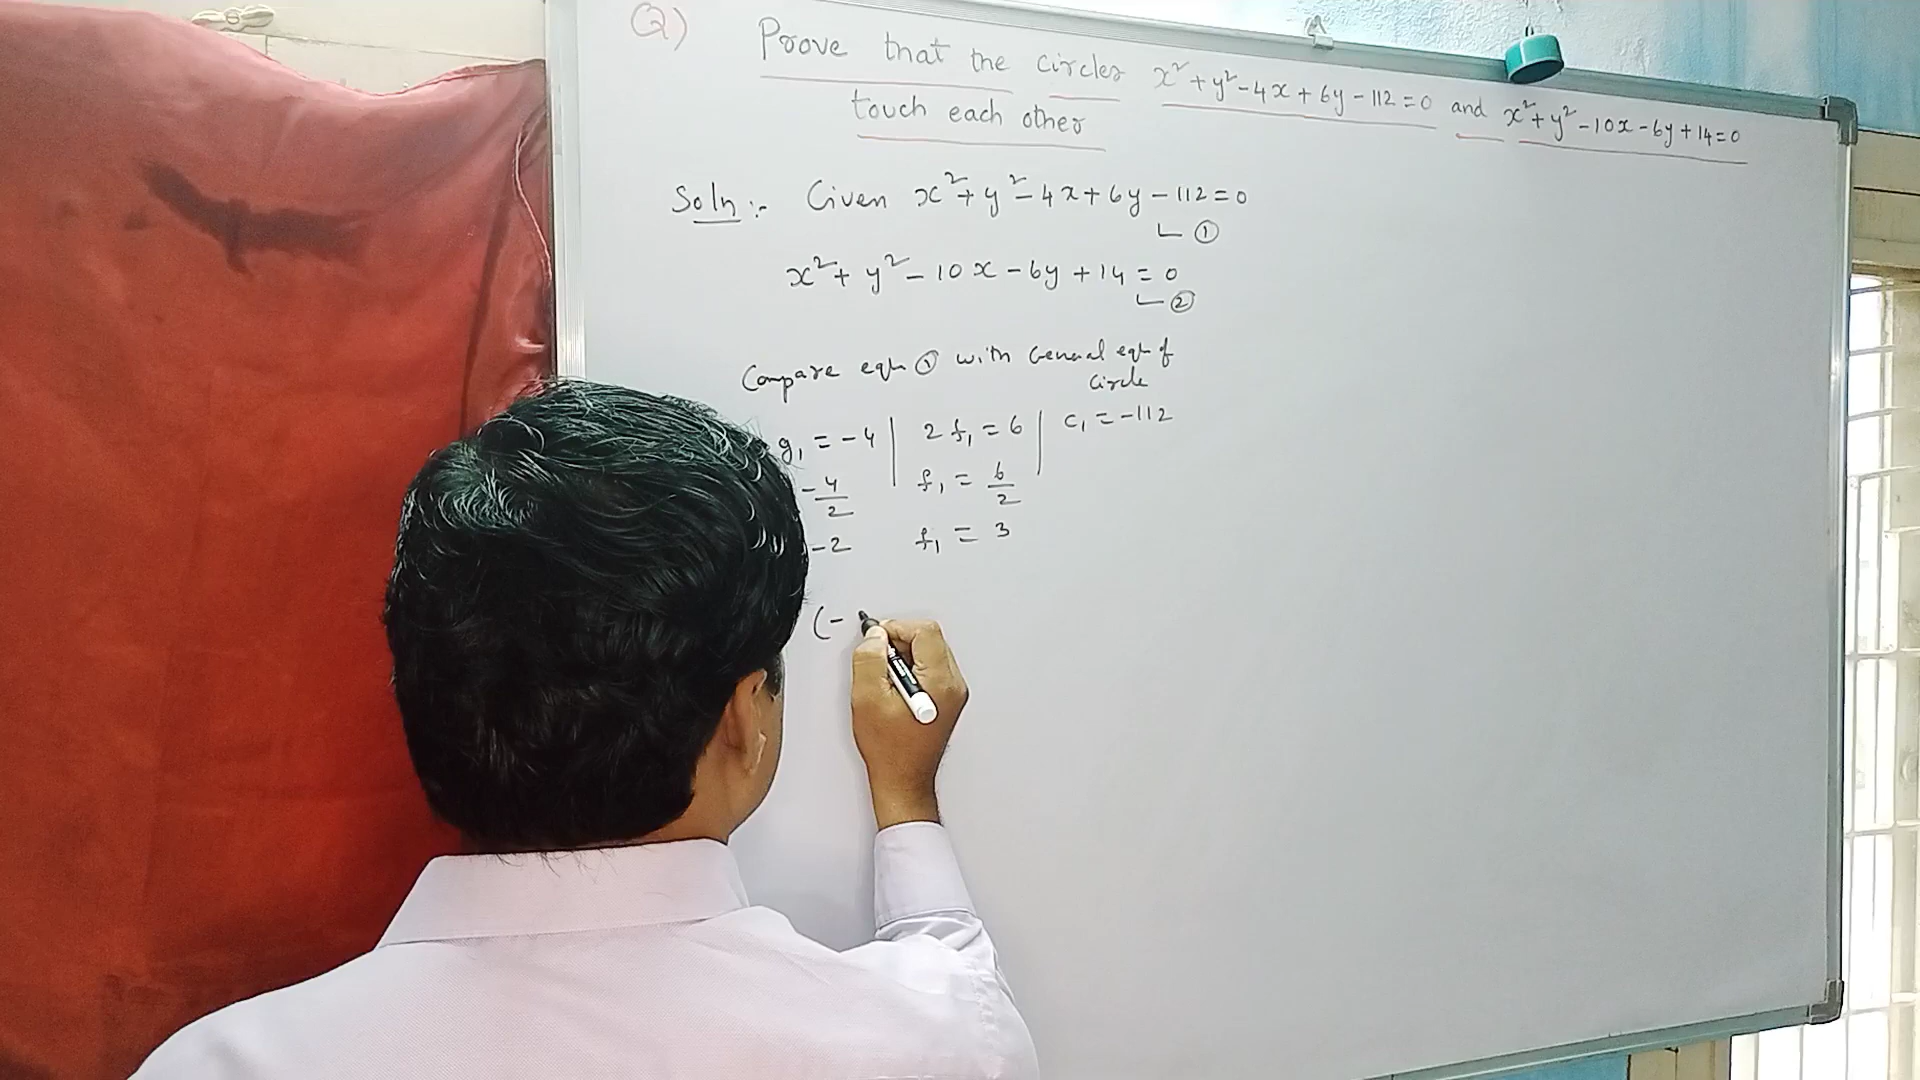 Q) Prove that the circles x²+y²-4x+6y-112=0 and x²+y²-10x-6y+14=0
touch each other
Soln:- Given x²+y²-4x+6y-112=0
①
x²+y²-10x-6y+14=0
②
Compare eqn ① with General eqn of
circle
g₁ = -4 | 2f₁ = 6 | c₁ = -112
-4/2 f₁ = 6/2
-2 f₁ = 3
(-